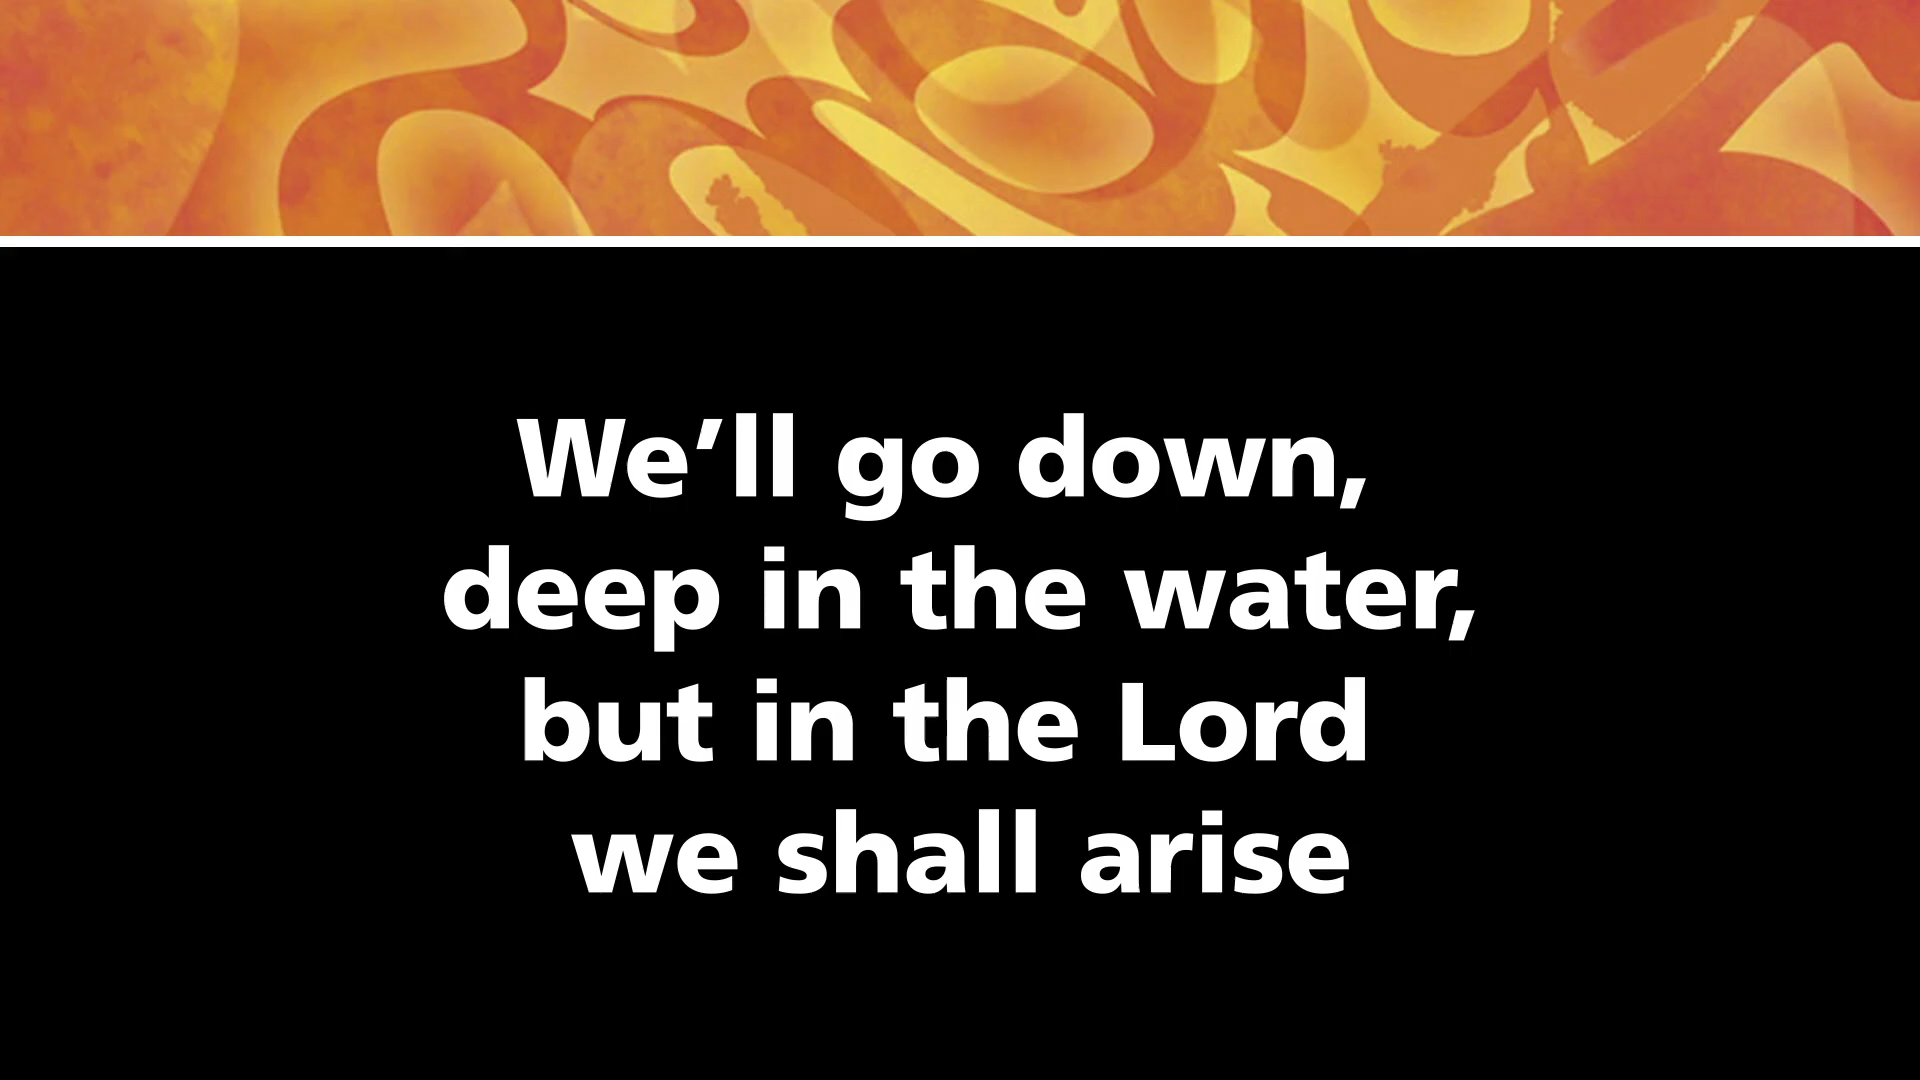 We’ll go down,
deep in the water,
but in the Lord
we shall arise